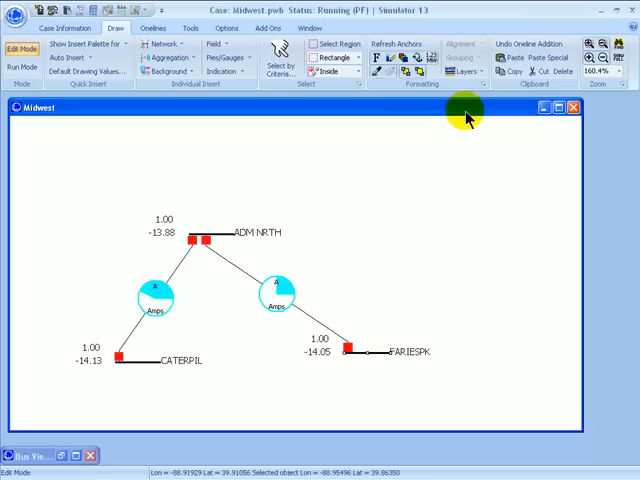 Case: Midwest.pwb Status: Running (PF) | Simulator 13
Case Information Draw Onelines Tools Options Add Ons Window
Edit Mode
Run Mode
Mode
Show Insert Palette for
Auto Insert
Default Drawing Values...
Quick Insert
Network
Aggregation
Background
Field
Pies/Gauges
Indication
Individual Insert
Select by
Criteria...
Select Region
Rectangle
Inside
Select
Refresh Anchors
Alignment
Grouping
Layers
Formatting
Undo Oneline Addition
Paste Paste Special
Copy Cut Delete
Clipboard
160.4%
Zoom
Midwest
1.00
-13.88
ADM NRTH
A
Amps
A
Amps
1.00
-14.13
CATERPIL
1.00
-14.05
FARIESPK
Bus Vie...
Edit Mode
Lon = -88.91929 Lat = 39.91056 Selected object Lon = -88.95496 Lat = 39.86350